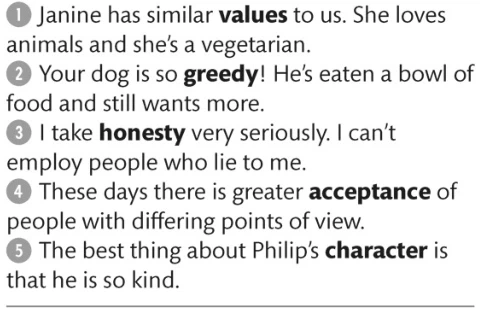 1 Janine has similar values to us. She loves
animals and she's a vegetarian.
2 Your dog is so greedy! He's eaten a bowl of
food and still wants more.
3 I take honesty very seriously. I can't
employ people who lie to me.
4 These days there is greater acceptance of
people with differing points of view.
5 The best thing about Philip's character is
that he is so kind.